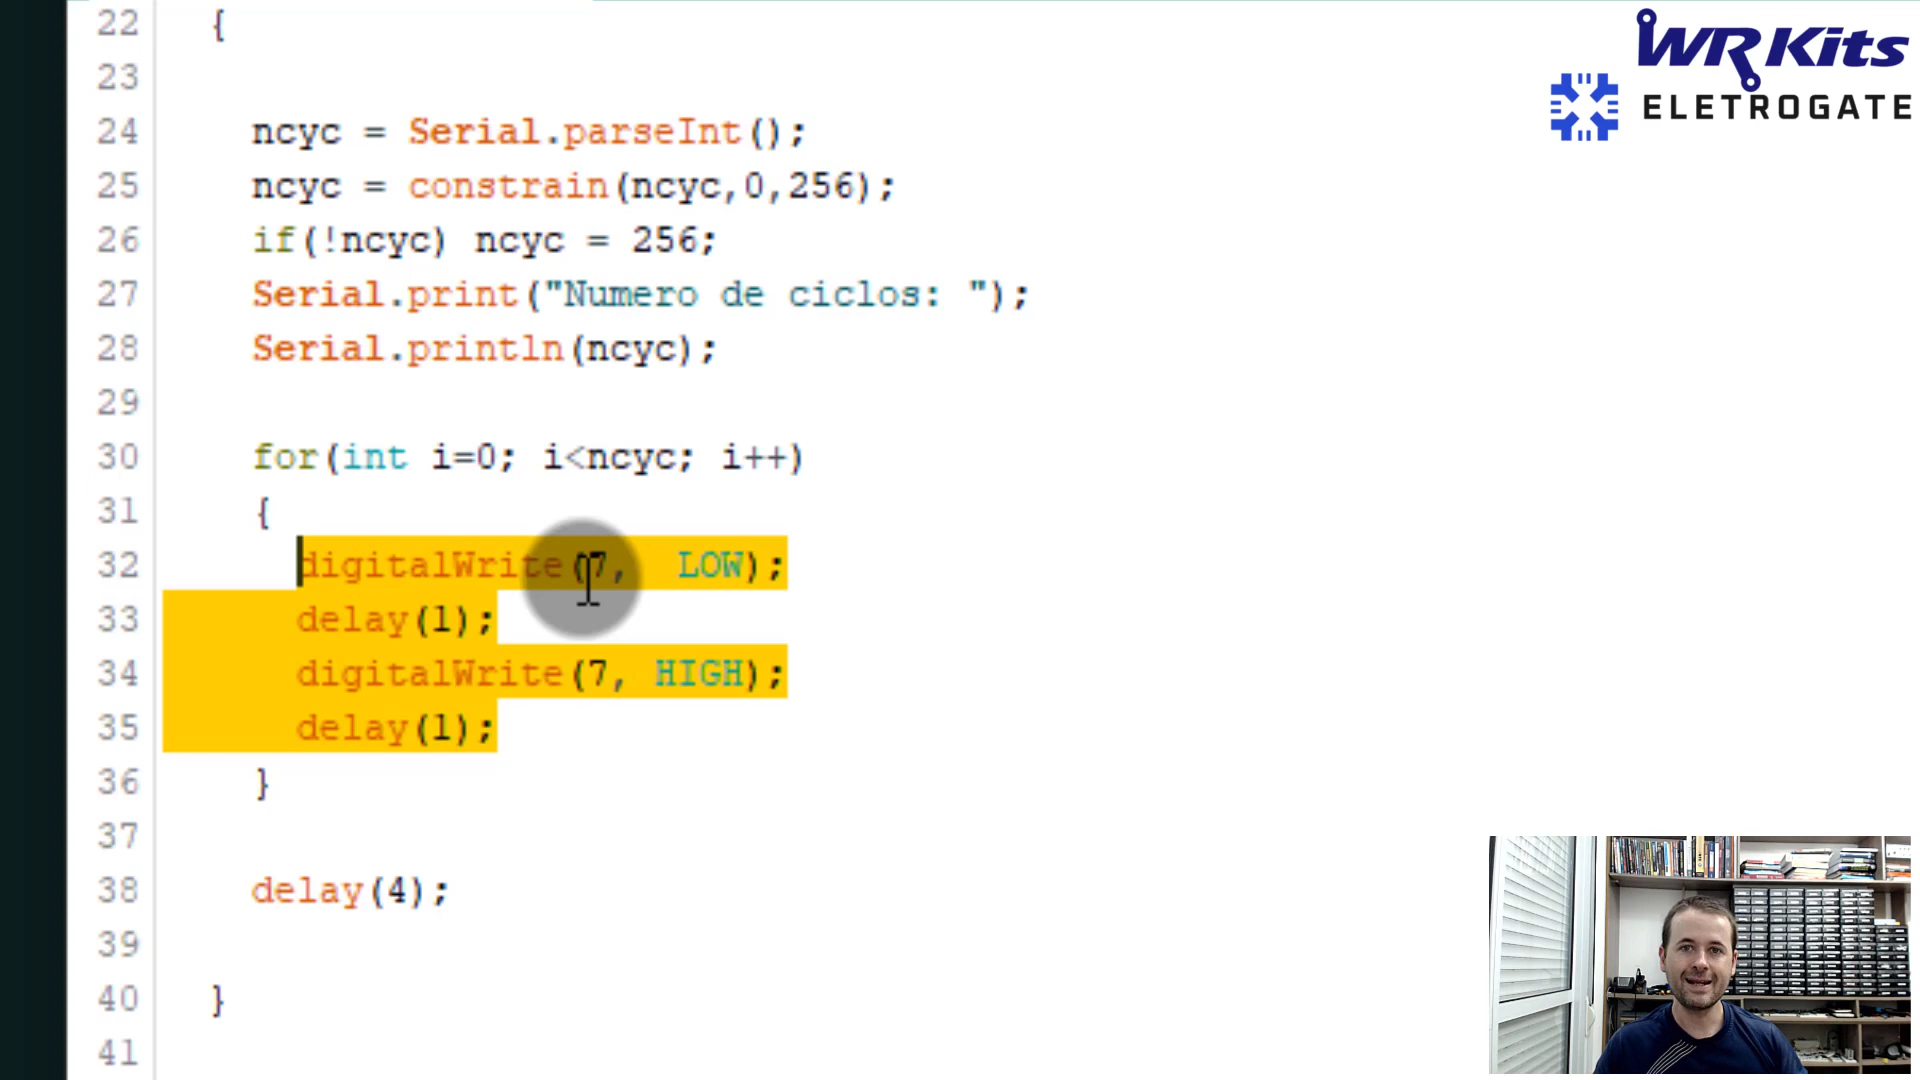 WR Kits
ELETROGATE
22 {
23
24 ncyc = Serial.parseInt();
25 ncyc = constrain(ncyc,0,256);
26 if(!ncyc) ncyc = 256;
27 Serial.print("Numero de ciclos: ");
28 Serial.println(ncyc);
29
30 for(int i=0; i<ncyc; i++)
31 {
32 digitalWrite(7,  LOW);
33 delay(1);
34 digitalWrite(7, HIGH);
35 delay(1);
36 }
37
38 delay(4);
39
40 }
41